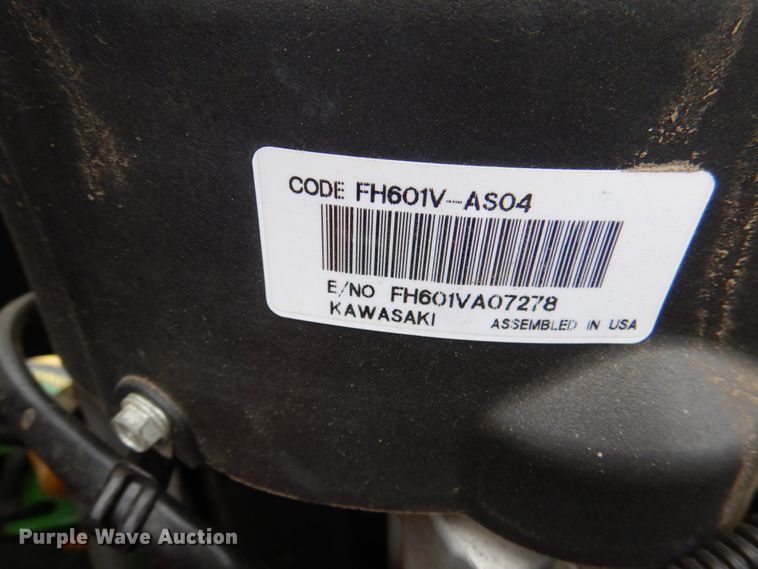 CODE FH601V-AS04
E/NO FH601VA07278
KAWASAKI ASSEMBLED IN USA
Purple Wave Auction